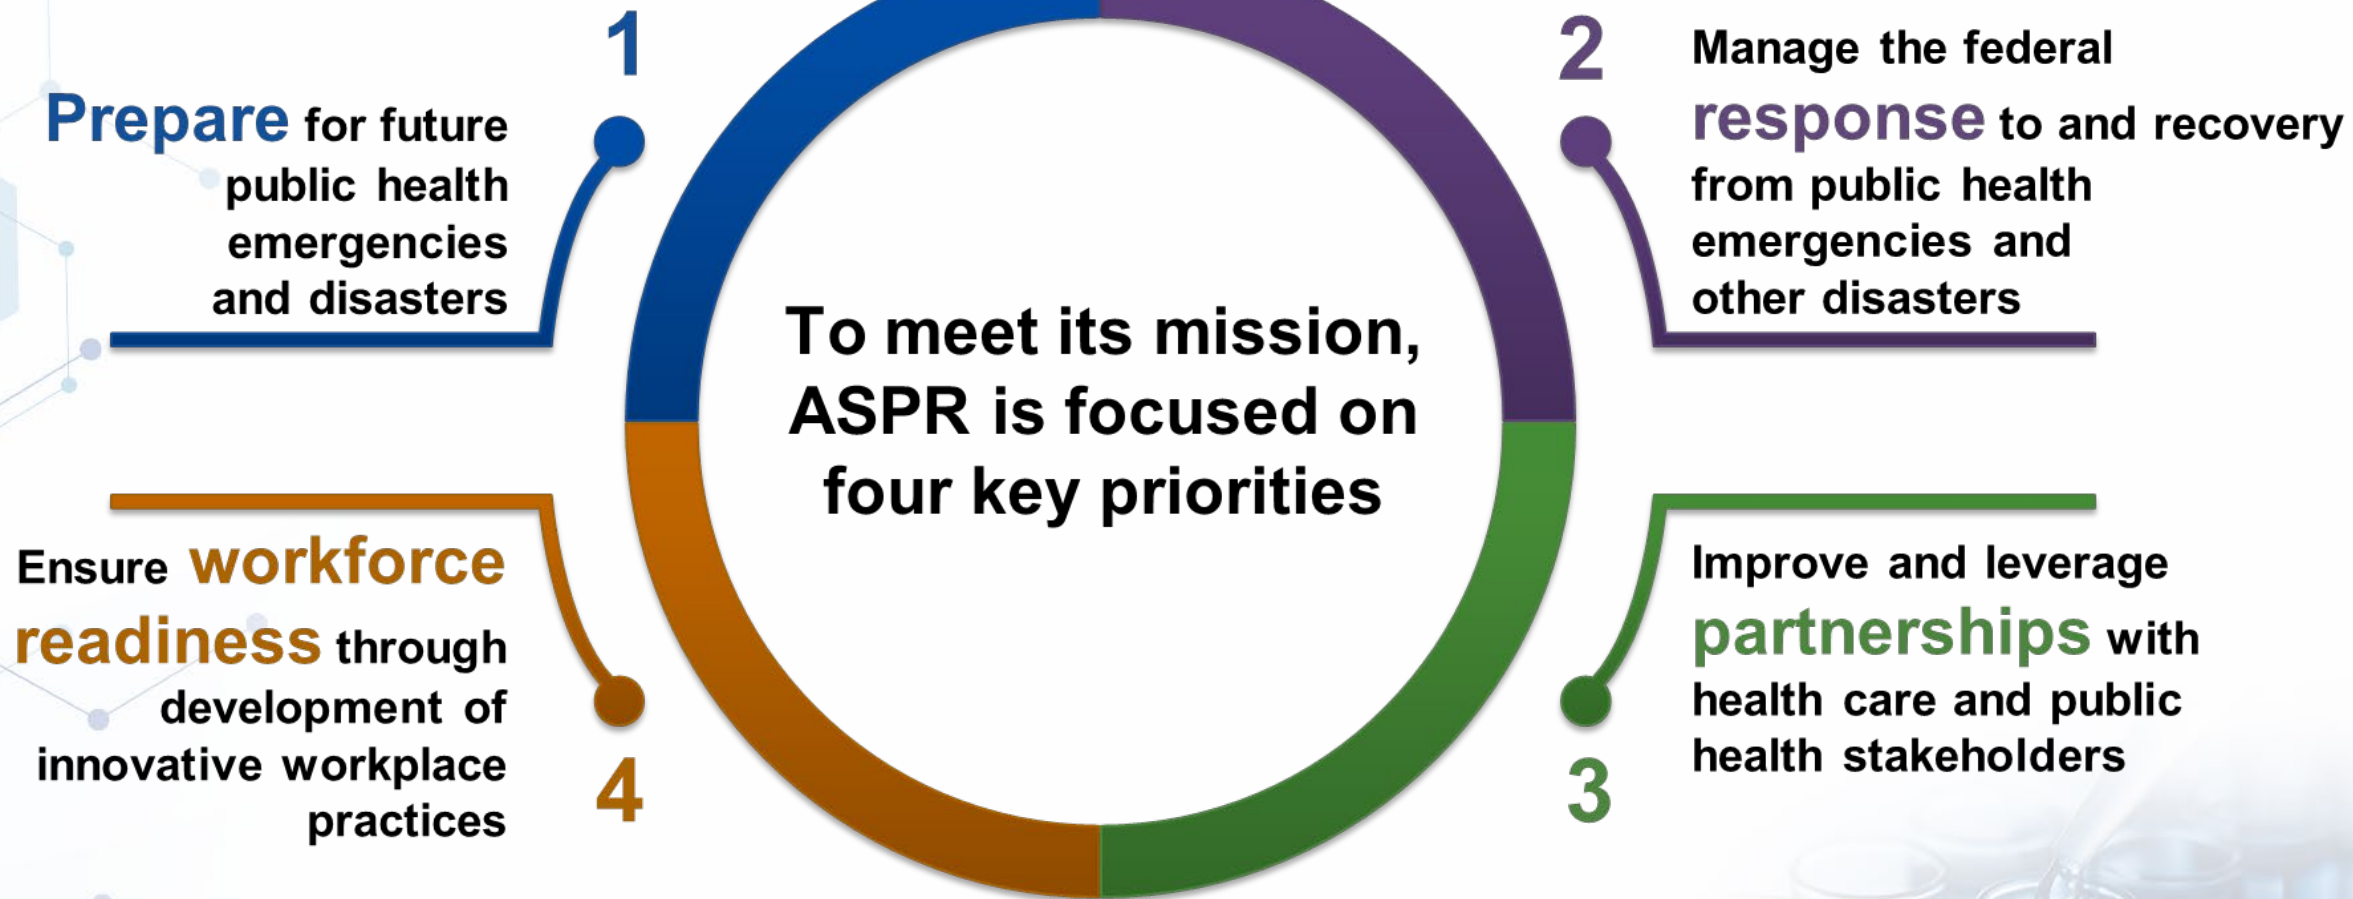 1
Prepare for future
public health
emergencies
and disasters
2
Manage the federal
response to and recovery
from public health
emergencies and
other disasters
To meet its mission,
ASPR is focused on
four key priorities
3
Improve and leverage
partnerships with
health care and public
health stakeholders
4
Ensure workforce
readiness through
development of
innovative workplace
practices